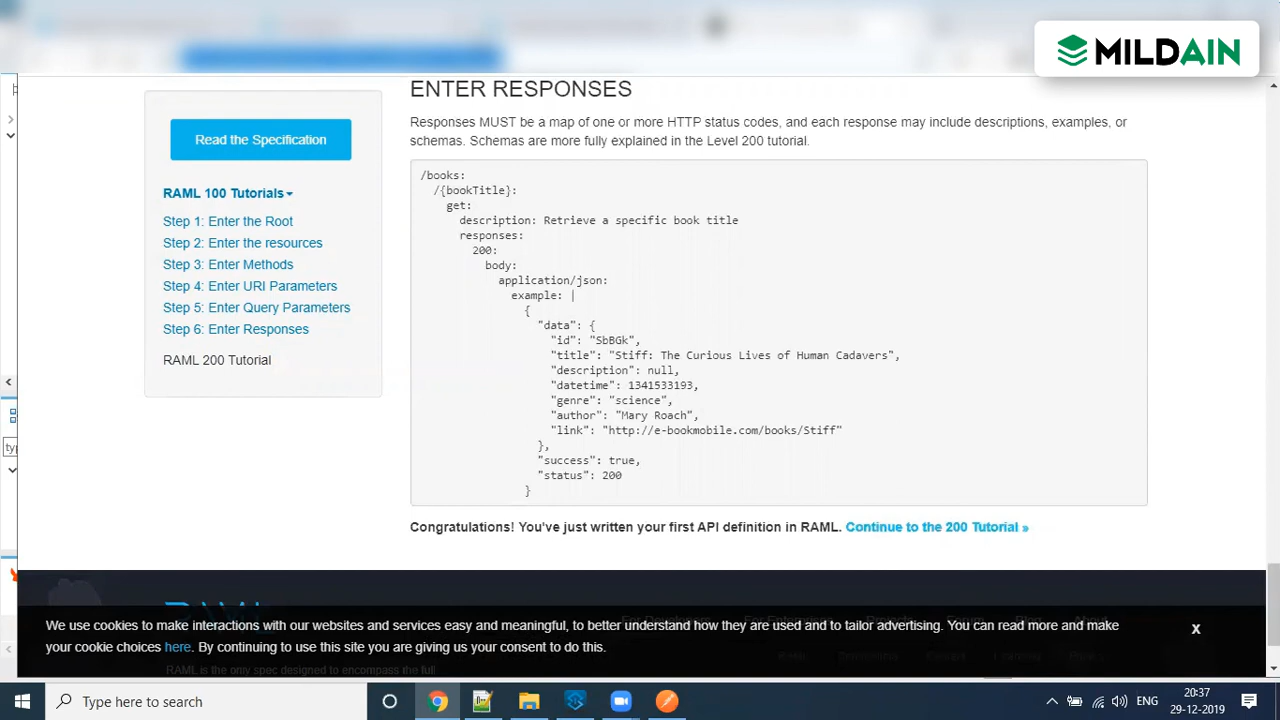 MILDAIN
ENTER RESPONSES
Responses MUST be a map of one or more HTTP status codes, and each response may include descriptions, examples, or
schemas. Schemas are more fully explained in the Level 200 tutorial.
Read the Specification
RAML 100 Tutorials
Step 1: Enter the Root
Step 2: Enter the resources
Step 3: Enter Methods
Step 4: Enter URI Parameters
Step 5: Enter Query Parameters
Step 6: Enter Responses
RAML 200 Tutorial
/books:
/{bookTitle}:
get:
description: Retrieve a specific book title
responses:
200:
body:
application/json:
example: |
{
"data": {
"id": "SbBGk",
"title": "Stiff: The Curious Lives of Human Cadavers",
"description": null,
"datetime": 1341533193,
"genre": "science",
"author": "Mary Roach",
"link": "http://e-bookmobile.com/books/Stiff"
},
"success": true,
"status": 200
}
Congratulations! You've just written your first API definition in RAML. Continue to the 200 Tutorial »
We use cookies to make interactions with our websites and services easy and meaningful, to better understand how they are used and to tailor advertising. You can read more and make
your cookie choices here. By continuing to use this site you are giving us your consent to do this.
X
RAML is the only spec designed to encompass the full
Type here to search
ENG
20:37
29-12-2019